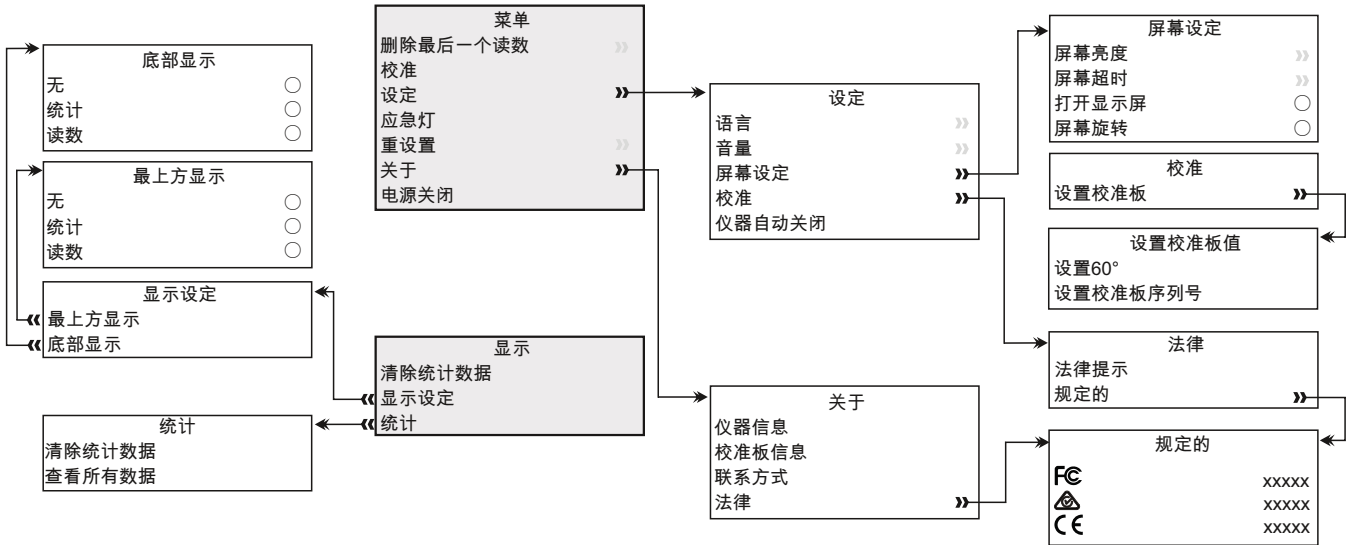 菜单
删除最后一个读数
校准
设定
应急灯
重设置
关于
电源关闭
底部显示
无
统计
读数
最上方显示
无
统计
读数
显示设定
最上方显示
底部显示
统计
清除统计数据
查看所有数据
显示
清除统计数据
显示设定
统计
设定
语言
音量
屏幕设定
校准
仪器自动关闭
关于
仪器信息
校准板信息
联系方式
法律
屏幕设定
屏幕亮度
屏幕超时
打开显示屏
屏幕旋转
校准
设置校准板
设置校准板值
设置60°
设置校准板序列号
法律
法律提示
规定的
规定的
FC xxxxx
xxxxx
CE xxxxx